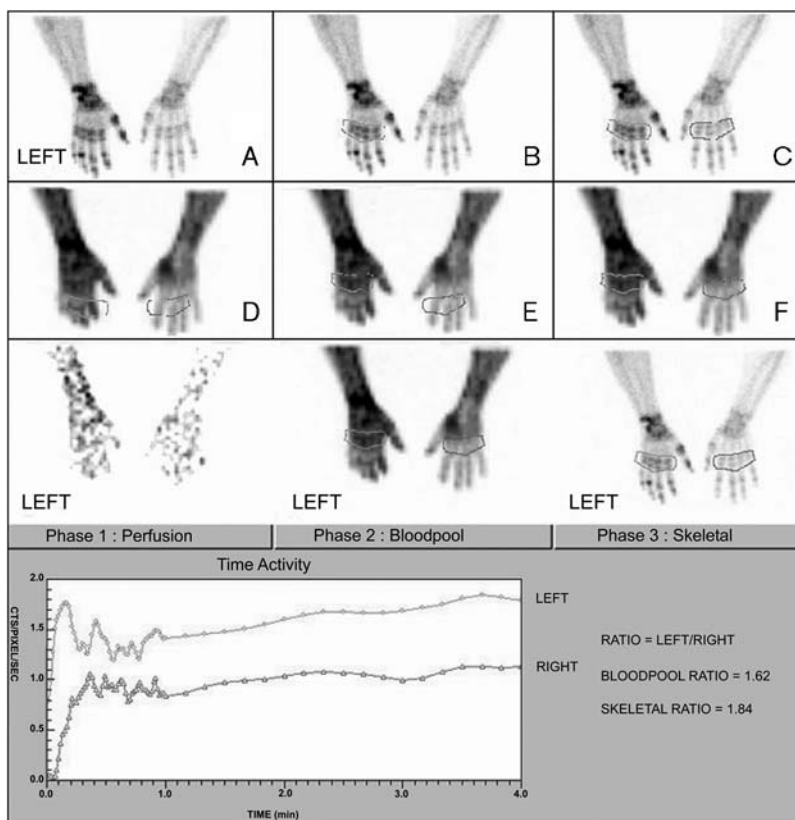 LEFT A B C
D E F
LEFT LEFT LEFT
Phase 1 : Perfusion Phase 2 : Bloodpool Phase 3 : Skeletal
Time Activity
CTS/PIXEL/SEC
2.0
1.5
1.0
0.5
0.0
LEFT
RIGHT
RATIO = LEFT/RIGHT
BLOODPOOL RATIO = 1.62
SKELETAL RATIO = 1.84
0.0 1.0 2.0 3.0 4.0
TIME (min)